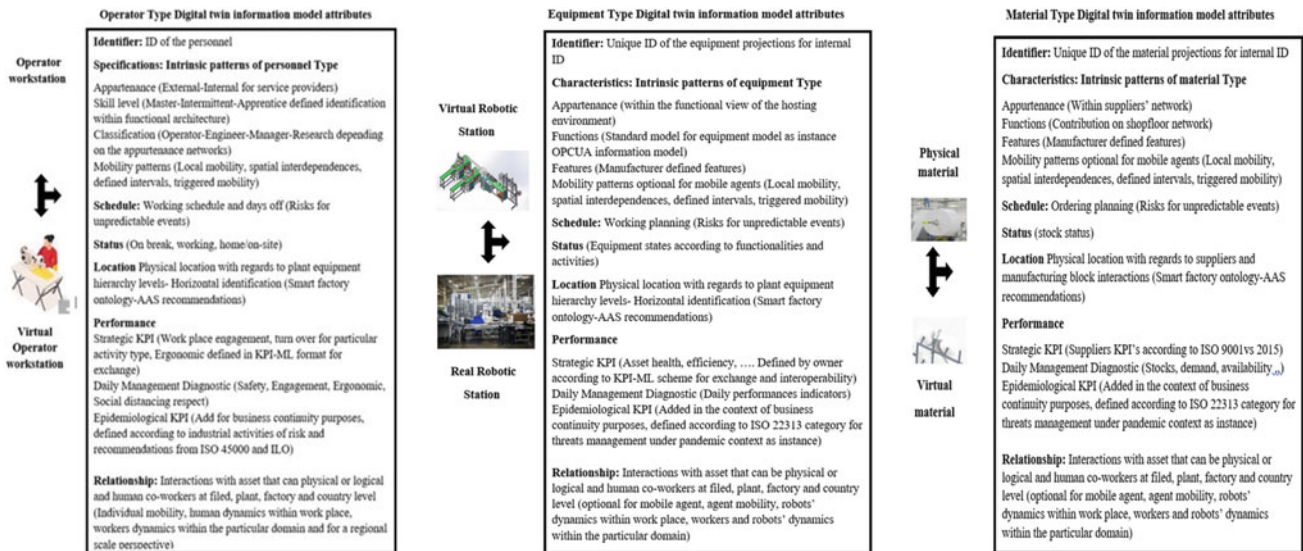 Operator Type Digital twin information model attributes
Operator
workstation
Virtual
Operator
workstation
Identifier: ID of the personnel
Specifications: Intrinsic patterns of personnel Type
Appartenance (External-Internal for service providers)
Skill level (Master-Intermittent-Apprentice defined identification
within functional architecture)
Classification (Operator-Engineer-Manager-Research depending
on the appurtenance networks)
Mobility patterns (Local mobility, spatial interdependences,
defined intervals, triggered mobility)
Schedule: Working schedule and days off (Risks for
unpredictable events)
Status (On break, working, home/on-site)
Location Physical location with regards to plant equipment
hierarchy levels- Horizontal identification (Smart factory
ontology-AAS recommendations)
Performance
Strategic KPI (Work place engagement, turn over for particular
activity type, Ergonomic defined in KPI-ML format for
exchange)
Daily Management Diagnostic (Safety, Engagement, Ergonomic,
Social distancing respect)
Epidemiological KPI (Add for business continuity purposes,
defined according to industrial activities of risk and
recommendations from ISO 45000 and ILO)
Relationship: Interactions with asset that can physical or logical
and human co-workers at filed, plant, factory and country level
(Individual mobility, human dynamics within work place,
workers dynamics within the particular domain and for a regional
scale perspective)
Equipment Type Digital twin information model attributes
Virtual Robotic
Station
Real Robotic
Station
Identifier: Unique ID of the equipment projections for internal
ID
Characteristics: Intrinsic patterns of equipment Type
Appartenance (within the functional view of the hosting
environment)
Functions (Standard model for equipment model as instance
OPCUA information model)
Features (Manufacturer defined features)
Mobility patterns optional for mobile agents (Local mobility,
spatial interdependences, defined intervals, triggered mobility)
Schedule: Working planning (Risks for unpredictable events)
Status (Equipment states according to functionalities and
activities)
Location Physical location with regards to plant equipment
hierarchy levels- Horizontal identification (Smart factory
ontology-AAS recommendations)
Performance
Strategic KPI (Asset health, efficiency, …. Defined by owner
according to KPI-ML scheme for exchange and interoperability)
Daily Management Diagnostic (Daily performances indicators)
Epidemiological KPI (Added in the context of business
continuity purposes, defined according to ISO 22313 category for
threats management under pandemic context as instance)
Relationship: Interactions with asset that can be physical or
logical and human co-workers at filed, plant, factory and country
level (optional for mobile agent, agent mobility, robots'
dynamics within work place, workers and robots' dynamics
within the particular domain)
Material Type Digital twin information model attributes
Physical
material
Virtual
material
Identifier: Unique ID of the material projections for internal ID
Characteristics: Intrinsic patterns of material Type
Appurtenance (Within suppliers' network)
Functions (Contribution on shopfloor network)
Features (Manufacturer defined features)
Mobility patterns optional for mobile agents (Local mobility,
spatial interdependences, defined intervals, triggered mobility)
Schedule: Ordering planning (Risks for unpredictable events)
Status (stock status)
Location Physical location with regards to suppliers and
manufacturing block interactions (Smart factory ontology-AAS
recommendations)
Performance
Strategic KPI (Suppliers KPI's according to ISO 9001vs 2015)
Daily Management Diagnostic (Stocks, demand, availability ,,)
Epidemiological KPI (Added in the context of business
continuity purposes, defined according to ISO 22313 category for
threats management under pandemic context as instance)
Relationship: Interactions with asset that can be physical or
logical and human co-workers at filed, plant, factory and country
level (optional for mobile agent, agent mobility, robots'
dynamics within work place, workers and robots' dynamics
within the particular domain)